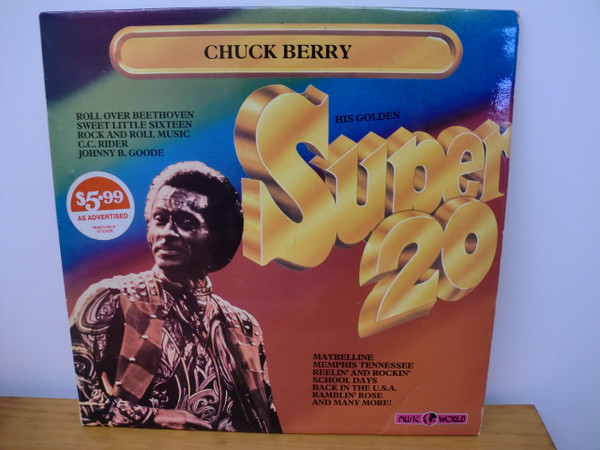 CHUCK BERRY
HIS GOLDEN
Super
20
ROLL OVER BEETHOVEN
SWEET LITTLE SIXTEEN
ROCK AND ROLL MUSIC
C.C. RIDER
JOHNNY B. GOODE
$5.99
AS ADVERTISED
REMOVABLE
STICKER
MAYBELLINE
MEMPHIS TENNESSEE
REELIN' AND ROCKIN'
SCHOOL DAYS
BACK IN THE U.S.A.
RAMBLIN' ROSE
AND MANY MORE!
MUSIC WORLD